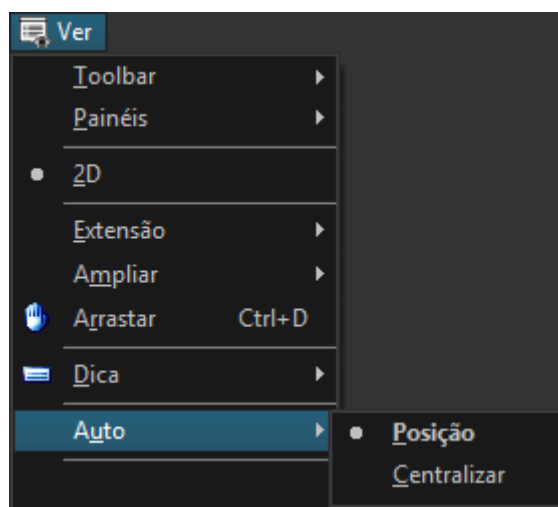 Ver
Toolbar
Painéis
2D
Extensão
Ampliar
Arrastar Ctrl+D
Dica
Auto
Posição
Centralizar